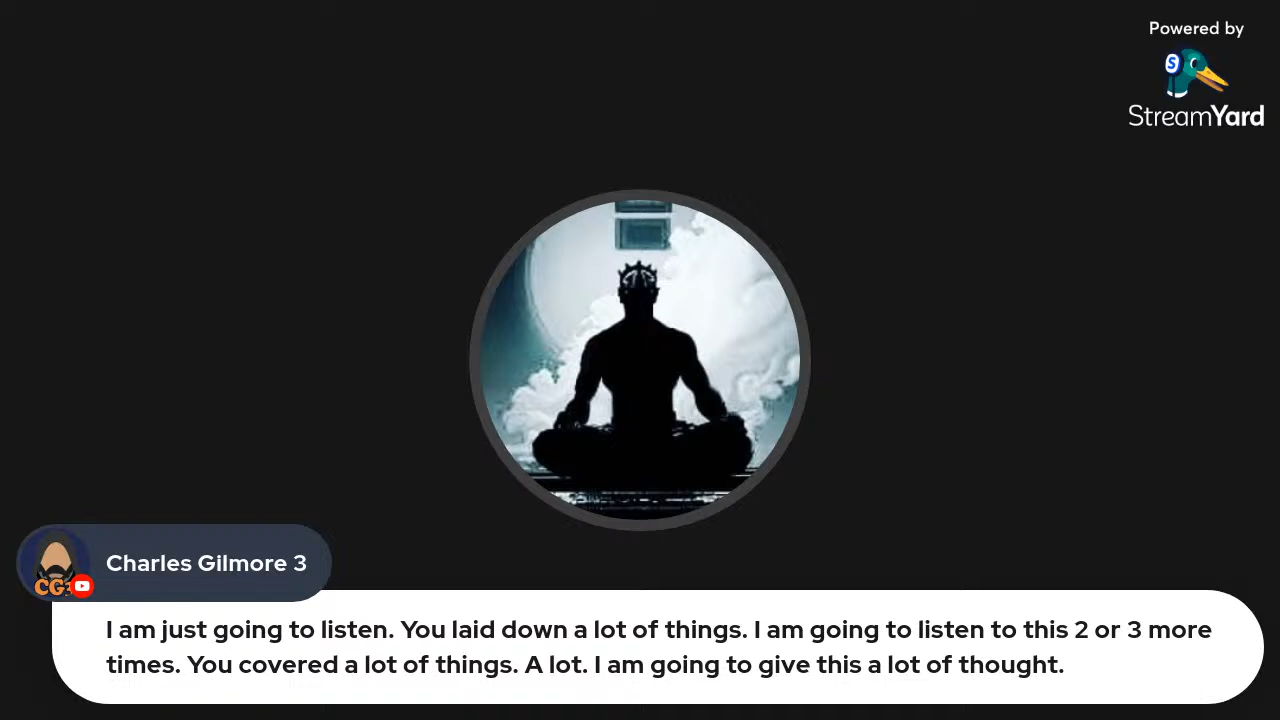 Powered by
S
StreamYard
CG3
Charles Gilmore 3
I am just going to listen. You laid down a lot of things. I am going to listen to this 2 or 3 more
times. You covered a lot of things. A lot. I am going to give this a lot of thought.